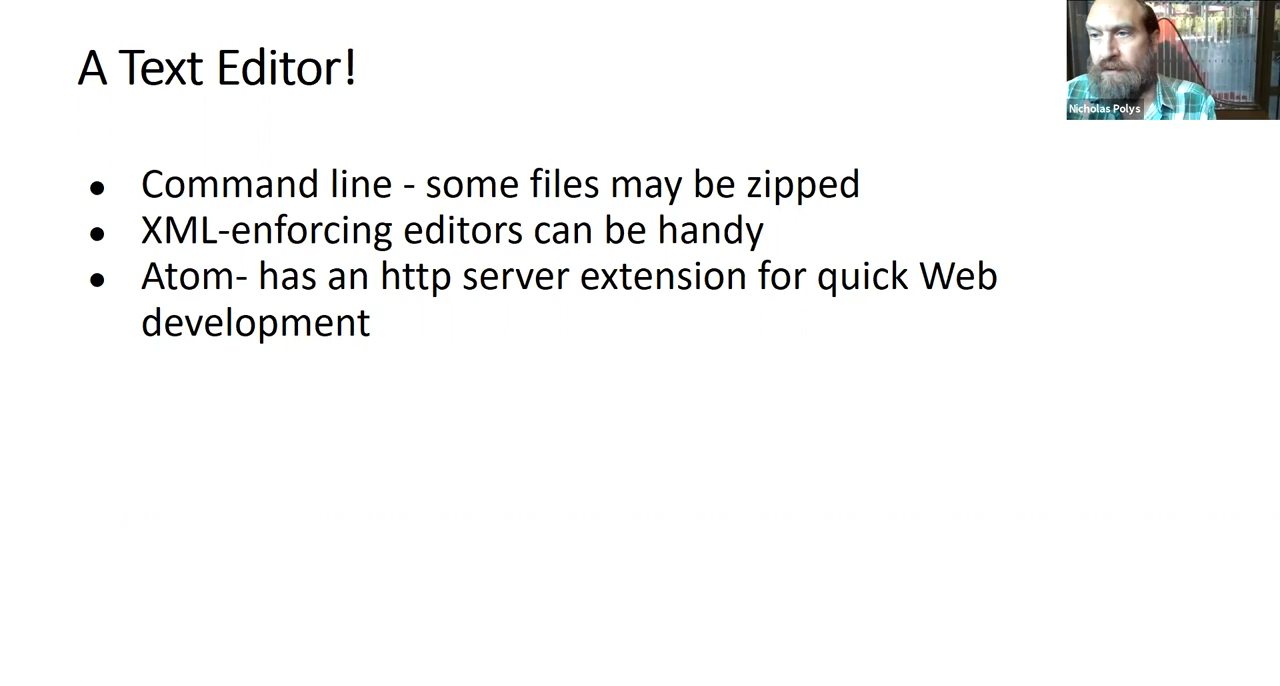 A Text Editor!
Nicholas Polys
● Command line - some files may be zipped
● XML-enforcing editors can be handy
● Atom- has an http server extension for quick Web
development